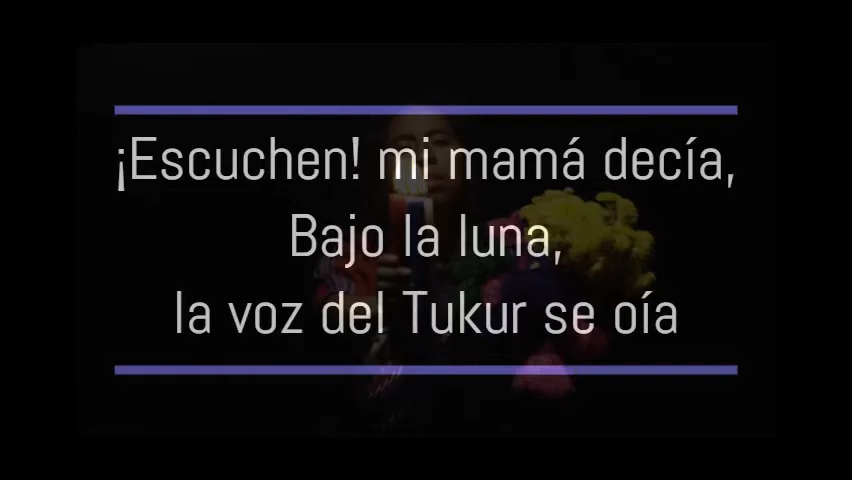 ¡Escuchen! mi mamá decía,
Bajo la luna,
la voz del Tukur se oía